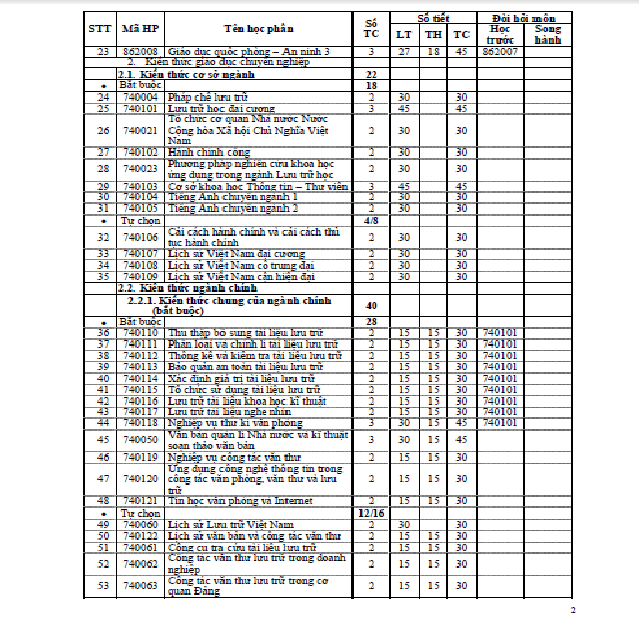 STT Mã HP Tên học phần Số TC Số tiết Đòi hỏi môn
LT TH TC Học trước Song hành
23 862008 Giáo dục quốc phòng – An ninh 3 3 27 18 45 862007
2. Kiến thức giáo dục chuyên nghiệp
2.1. Kiến thức cơ sở ngành 22
• Bắt buộc 18
24 740004 Pháp chế lưu trữ 2 30 30
25 740101 Lưu trữ học đại cương 3 45 45
26 740021 Tổ chức cơ quan Nhà nước Nước
Cộng hòa Xã hội Chủ Nghĩa Việt
Nam 2 30 30
27 740102 Hành chính công 2 30 30
28 740023 Phương pháp nghiên cứu khoa học
ứng dụng trong ngành Lưu trữ học 2 30 30
29 740103 Cơ sở khoa học Thông tin – Thư viện 3 45 45
30 740104 Tiếng Anh chuyên ngành 1 2 30 30
31 740105 Tiếng Anh chuyên ngành 2 2 30 30
• Tự chọn 4/8
32 740106 Cải cách hành chính và cải cách thủ
tục hành chính 2 30 30
33 740107 Lịch sử Việt Nam đại cương 2 30 30
34 740108 Lịch sử Việt Nam cổ trung đại 2 30 30
35 740109 Lịch sử Việt Nam cận hiện đại 2 30 30
2.2. Kiến thức ngành chính
2.2.1. Kiến thức chung của ngành chính
(bắt buộc) 40
• Bắt buộc 28
36 740110 Thu thập bổ sung tài liệu lưu trữ 2 15 15 30 740101
37 740111 Phân loại và chỉnh lí tài liệu lưu trữ 2 15 15 30 740101
38 740112 Thống kê và kiểm tra tài liệu lưu trữ 2 15 15 30 740101
39 740113 Bảo quản an toàn tài liệu lưu trữ 2 15 15 30 740101
40 740114 Xác định giá trị tài liệu lưu trữ 2 15 15 30 740101
41 740115 Tổ chức sử dụng tài liệu lưu trữ 2 15 15 30 740101
42 740116 Lưu trữ tài liệu khoa học kĩ thuật 2 15 15 30 740101
43 740117 Lưu trữ tài liệu nghe nhìn 2 15 15 30 740101
44 740118 Nghiệp vụ thư kí văn phòng 3 30 15 45 740101
45 740050 Văn bản quản lí Nhà nước và kĩ thuật
soạn thảo văn bản 3 30 15 45
46 740119 Nghiệp vụ công tác văn thư 2 15 15 30
47 740120 Ứng dụng công nghệ thông tin trong
công tác văn phòng, văn thư và lưu
trữ 2 15 15 30
48 740121 Tin học văn phòng và Internet 2 15 15 30
• Tự chọn 12/16
49 740060 Lịch sử Lưu trữ Việt Nam 2 30 30
50 740122 Lịch sử văn bản và công tác văn thư 2 15 15 30
51 740061 Công cụ tra cứu tài liệu lưu trữ 2 15 15 30
52 740062 Công tác văn thư lưu trữ trong doanh
nghiệp 2 15 15 30
53 740063 Công tác văn thư lưu trữ trong cơ
quan Đảng 2 15 15 30
2